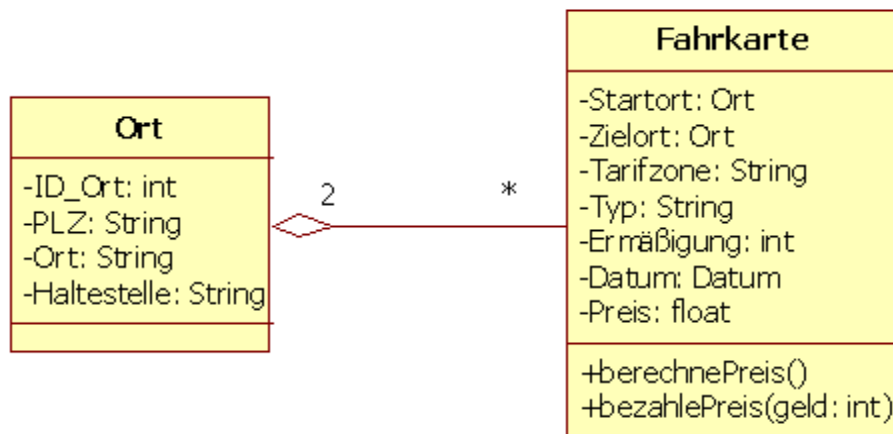 Ort
-ID_Ort: int
-PLZ: String
-Ort: String
-Haltestelle: String
2
*
Fahrkarte
-Startort: Ort
-Zielort: Ort
-Tarifzone: String
-Typ: String
-Ermäßigung: int
-Datum: Datum
-Preis: float
+berechnePreis()
+bezahlePreis(geld: int)